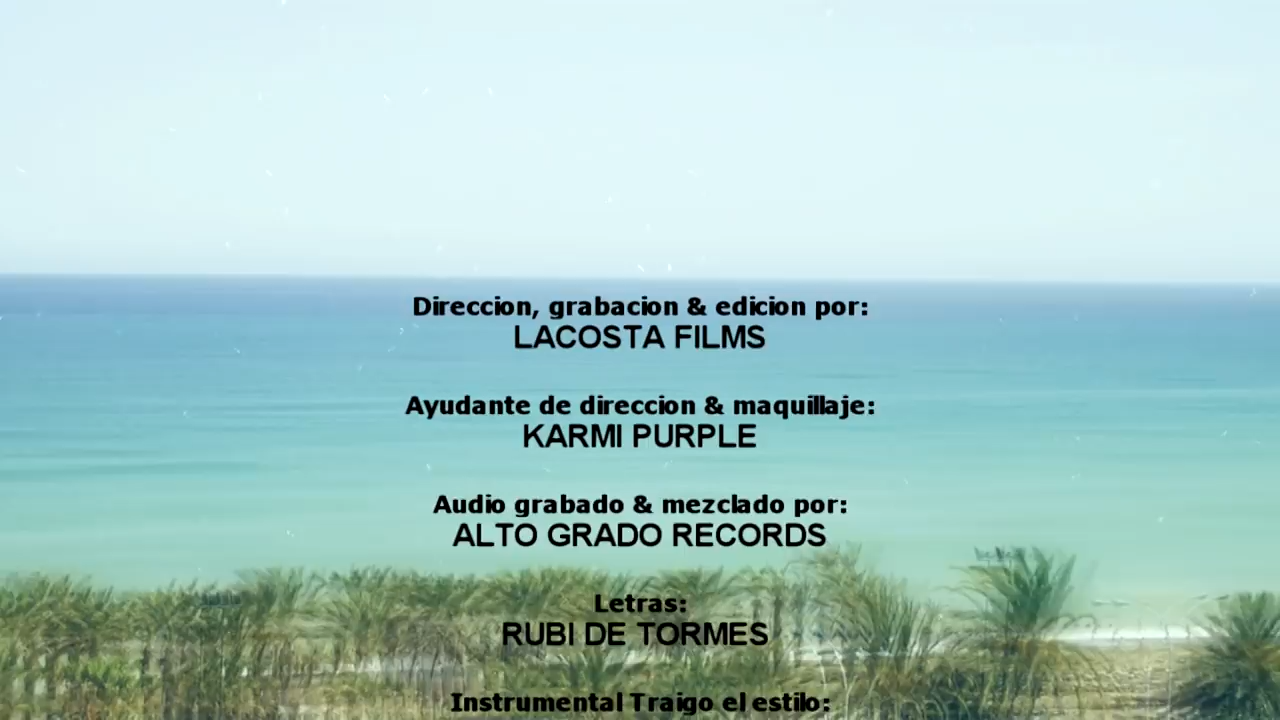 Direccion, grabacion & edicion por:
LACOSTA FILMS
Ayudante de direccion & maquillaje:
KARMI PURPLE
Audio grabado & mezclado por:
ALTO GRADO RECORDS
Letras:
RUBI DE TORMES
Instrumental Traigo el estilo: